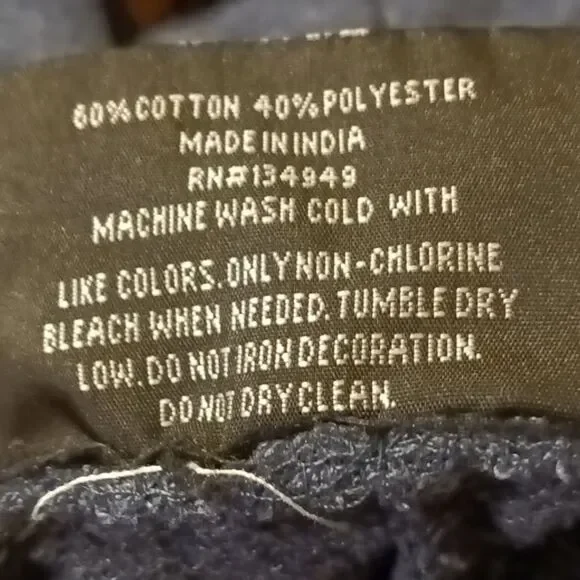 60%COTTON 40%POLYESTER
MADE IN INDIA
RN#134949
MACHINE WASH COLD WITH
LIKE COLORS. ONLY NON-CHLORINE
BLEACH WHEN NEEDED. TUMBLE DRY
LOW. DO NOT IRON DECORATION.
DO NOT DRY CLEAN.